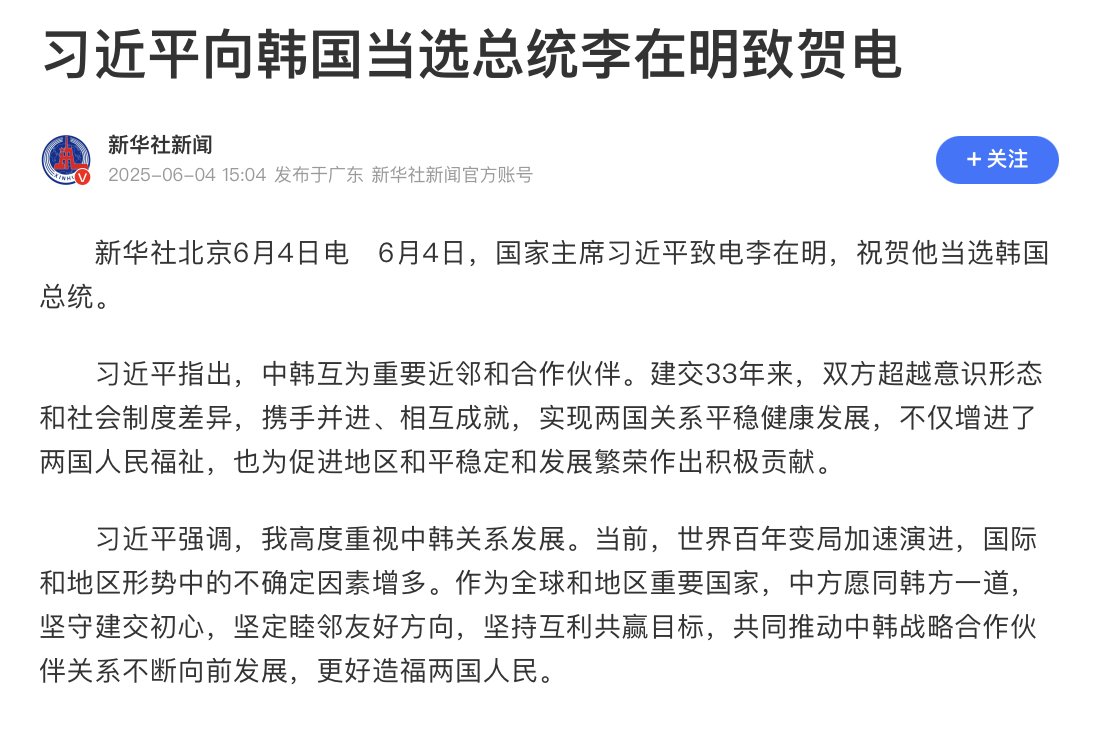 习近平向韩国当选总统李在明致贺电
新华社新闻
2025-06-04 15:04 发布于广东 新华社新闻官方账号
+ 关注
新华社北京6月4日电　6月4日，国家主席习近平致电李在明，祝贺他当选韩国
总统。
习近平指出，中韩互为重要近邻和合作伙伴。建交33年来，双方超越意识形态
和社会制度差异，携手并进、相互成就，实现两国关系平稳健康发展，不仅增进了
两国人民福祉，也为促进地区和平稳定和发展繁荣作出积极贡献。
习近平强调，我高度重视中韩关系发展。当前，世界百年变局加速演进，国际
和地区形势中的不确定因素增多。作为全球和地区重要国家，中方愿同韩方一道，
坚守建交初心，坚定睦邻友好方向，坚持互利共赢目标，共同推动中韩战略合作伙
伴关系不断向前发展，更好造福两国人民。